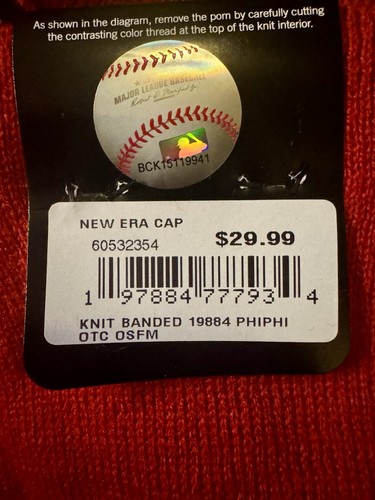 As shown in the diagram, remove the pom by carefully cutting
the contrasting color thread at the top of the knit interior.
MAJOR LEAGUE BASEBALL
BCK15119941
NEW ERA CAP
60532354
$29.99
1 97884 77793 4
KNIT BANDED 19884 PHIPHI
OTC OSFM